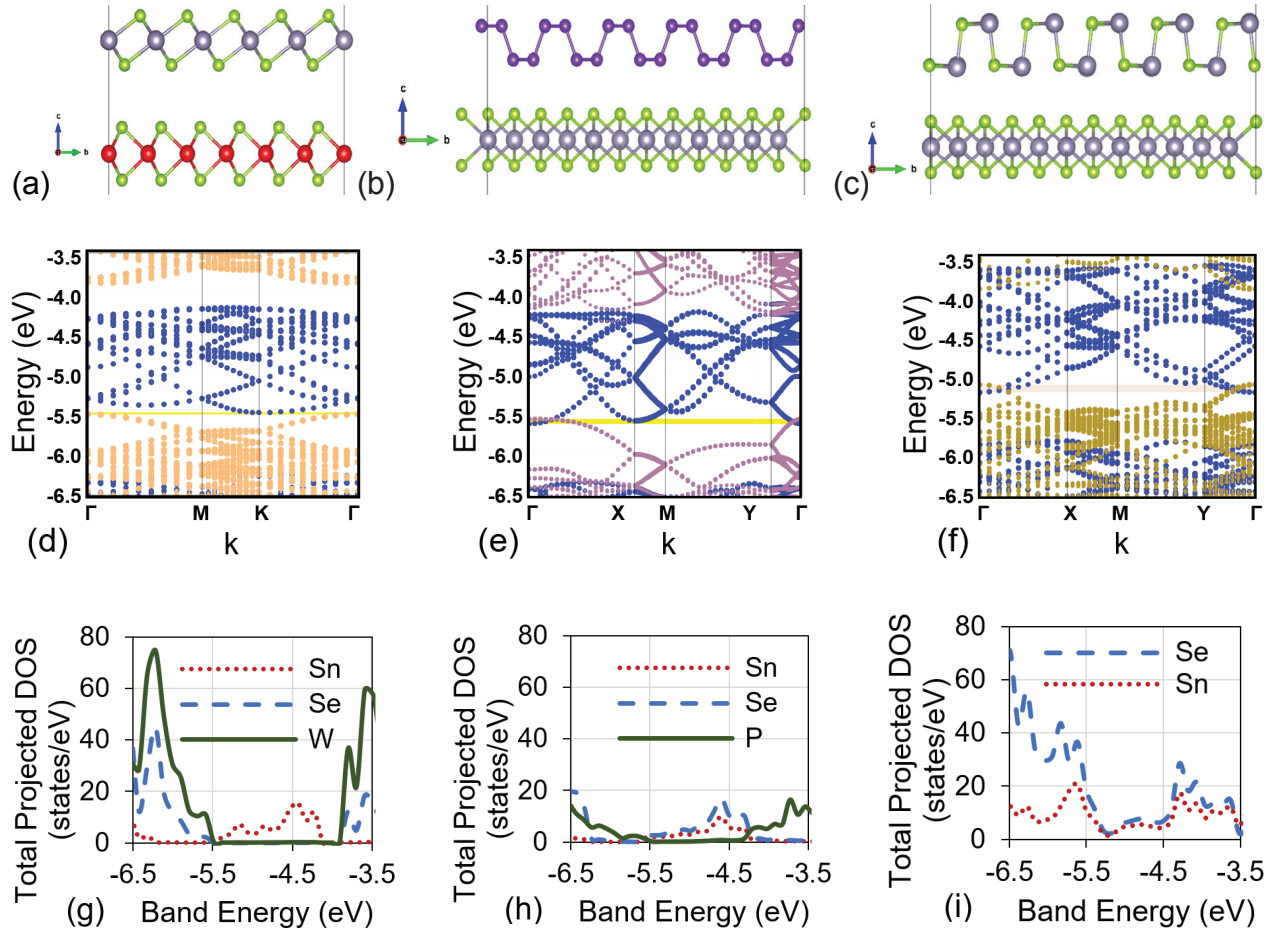 c
b
(a)
c
b
(b)
c
b
(c)
Energy (eV)
-3.5
-4.0
-4.5
-5.0
-5.5
-6.0
-6.5
Γ M K Γ
k
(d)
Energy (eV)
-3.5
-4.0
-4.5
-5.0
-5.5
-6.0
-6.5
Γ X M Y Γ
k
(e)
Energy (eV)
-3.5
-4.0
-4.5
-5.0
-5.5
-6.0
-6.5
Γ X M Y Γ
k
(f)
Total Projected DOS
(states/eV)
80
60
40
20
0
Sn
Se
W
-6.5 -5.5 -4.5 -3.5
Band Energy (eV)
(g)
Total Projected DOS
(states/eV)
80
60
40
20
0
Sn
Se
P
-6.5 -5.5 -4.5 -3.5
Band Energy (eV)
(h)
Total Projected DOS
(states/eV)
80
60
40
20
0
Se
Sn
-6.5 -5.5 -4.5 -3.5
Band Energy (eV)
(i)